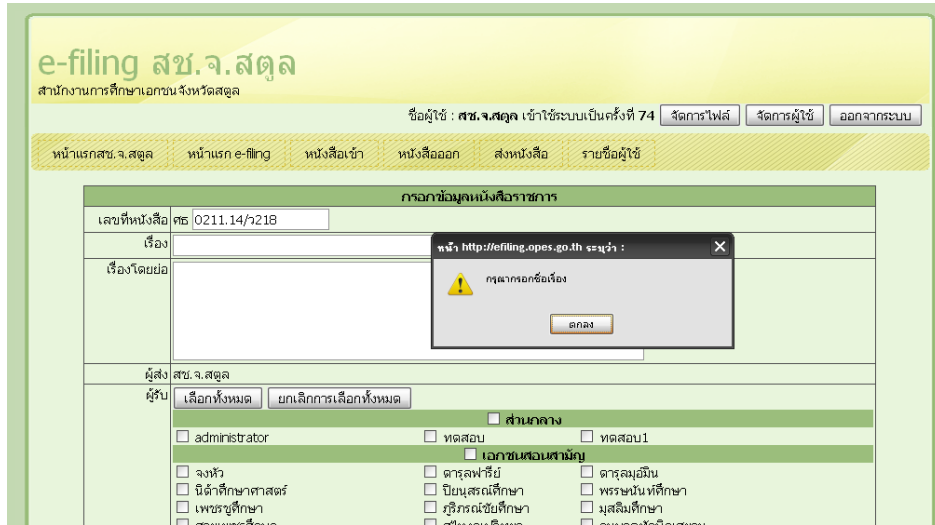 e-filing สช.จ.สตูล
สำนักงานการศึกษาเอกชนจังหวัดสตูล
ชื่อผู้ใช้ : สช.จ.สตูล เข้าใช้ระบบเป็นครั้งที่ 74 จัดการไฟล์ จัดการผู้ใช้ ออกจากระบบ
หน้าแรกสช.จ.สตูล หน้าแรก e-filing หนังสือเข้า หนังสือออก ส่งหนังสือ รายชื่อผู้ใช้
กรอกข้อมูลหนังสือราชการ
เลขที่หนังสือ ศธ 0211.14/ว218
เรื่อง
หน้า http://efiling.opes.go.th ระบุว่า :
เรื่องโดยย่อ
กรุณากรอกชื่อเรื่อง
ตกลง
ผู้ส่ง สช.จ.สตูล
ผู้รับ เลือกทั้งหมด ยกเลิกการเลือกทั้งหมด
ส่วนกลาง
administrator ทดสอบ ทดสอบ1
เอกชนสอนสามัญ
จงหัว ดารุลฟารีย์ ดารุลมุอ์มีน
นิด้าศึกษาศาสตร์ ปิยนุสรณ์ศึกษา พรรษนันท์ศึกษา
เพชรชูศึกษา ภูริภรณ์ชัยศึกษา มุสลิมศึกษา